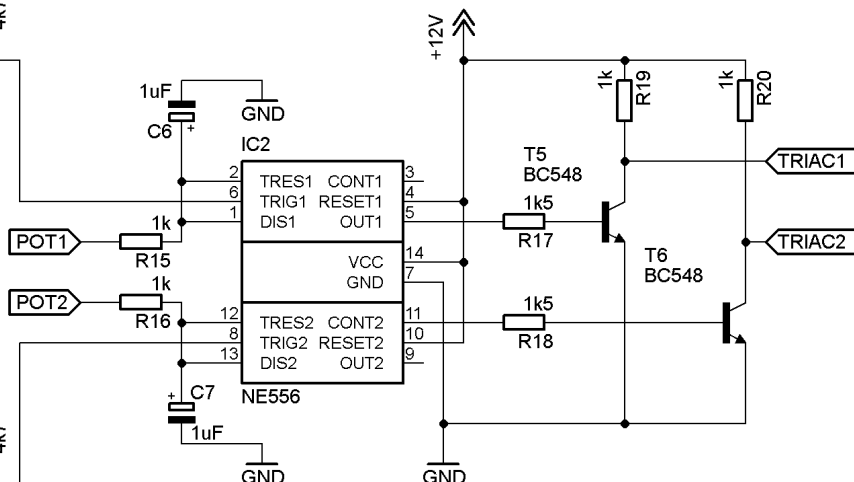 4k7
+12V
1uF
C6
+
GND
IC2
1k
R19
1k
R20
T5
BC548
TRIAC1
2
TRES1
CONT1
3
6
TRIG1
RESET1
4
1
DIS1
OUT1
5
1k5
R17
POT1
1k
R15
TRIAC2
T6
BC548
VCC
14
GND
7
1k
POT2
R16
12
TRES2
CONT2
11
8
TRIG2
RESET2
10
13
DIS2
OUT2
9
1k5
R18
NE556
+
C7
1uF
4k7
GND
GND